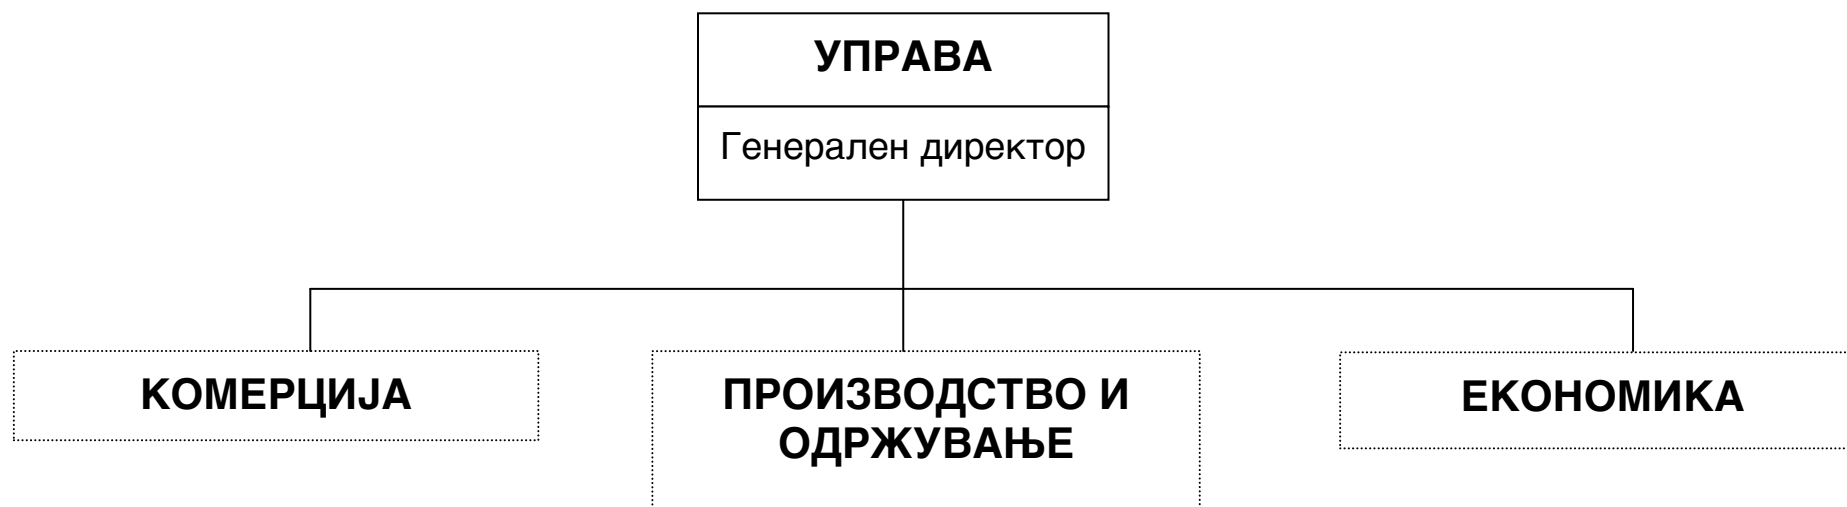 УПРАВА
Генерален директор
КОМЕРЦИЈА
ПРОИЗВОДСТВО И
ОДРЖУВАЊЕ
ЕКОНОМИКА